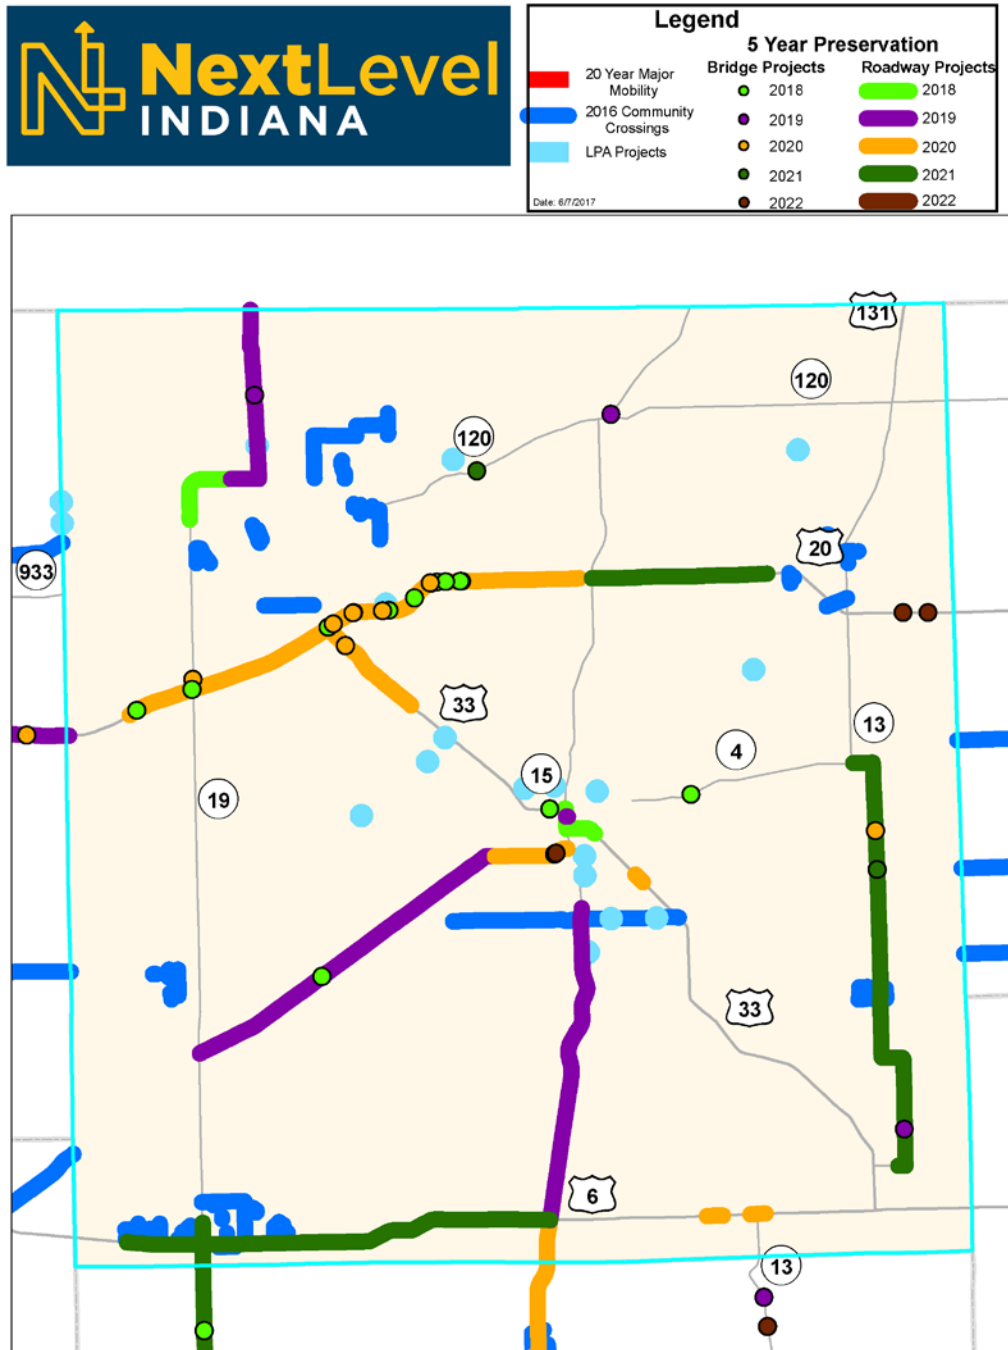 NextLevel
INDIANA
Legend
5 Year Preservation
Bridge Projects
Roadway Projects
20 Year Major
Mobility
2016 Community
Crossings
LPA Projects
2018
2019
2020
2021
2022
2018
2019
2020
2021
2022
Date: 6/7/2017
131
120
120
20
933
33
13
4
15
19
33
6
13